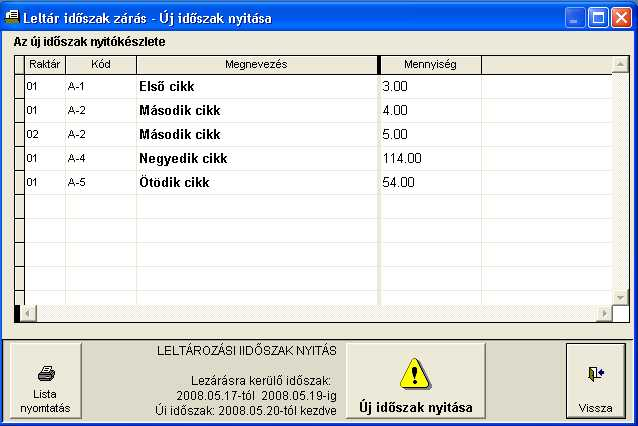 Leltár időszak zárás - Új időszak nyitása
Az új időszak nyitókészlete
Raktár Kód Megnevezés Mennyiség
01 A-1 Első cikk 3.00
01 A-2 Második cikk 4.00
02 A-2 Második cikk 5.00
01 A-4 Negyedik cikk 114.00
01 A-5 Ötödik cikk 54.00
LELTÁROZÁSI IIDŐSZAK NYITÁS
Lezárásra kerülő időszak:
2008.05.17-tól 2008.05.19-ig
Új időszak: 2008.05.20-tól kezdve
Lista
nyomtatás
Új időszak nyitása
Vissza